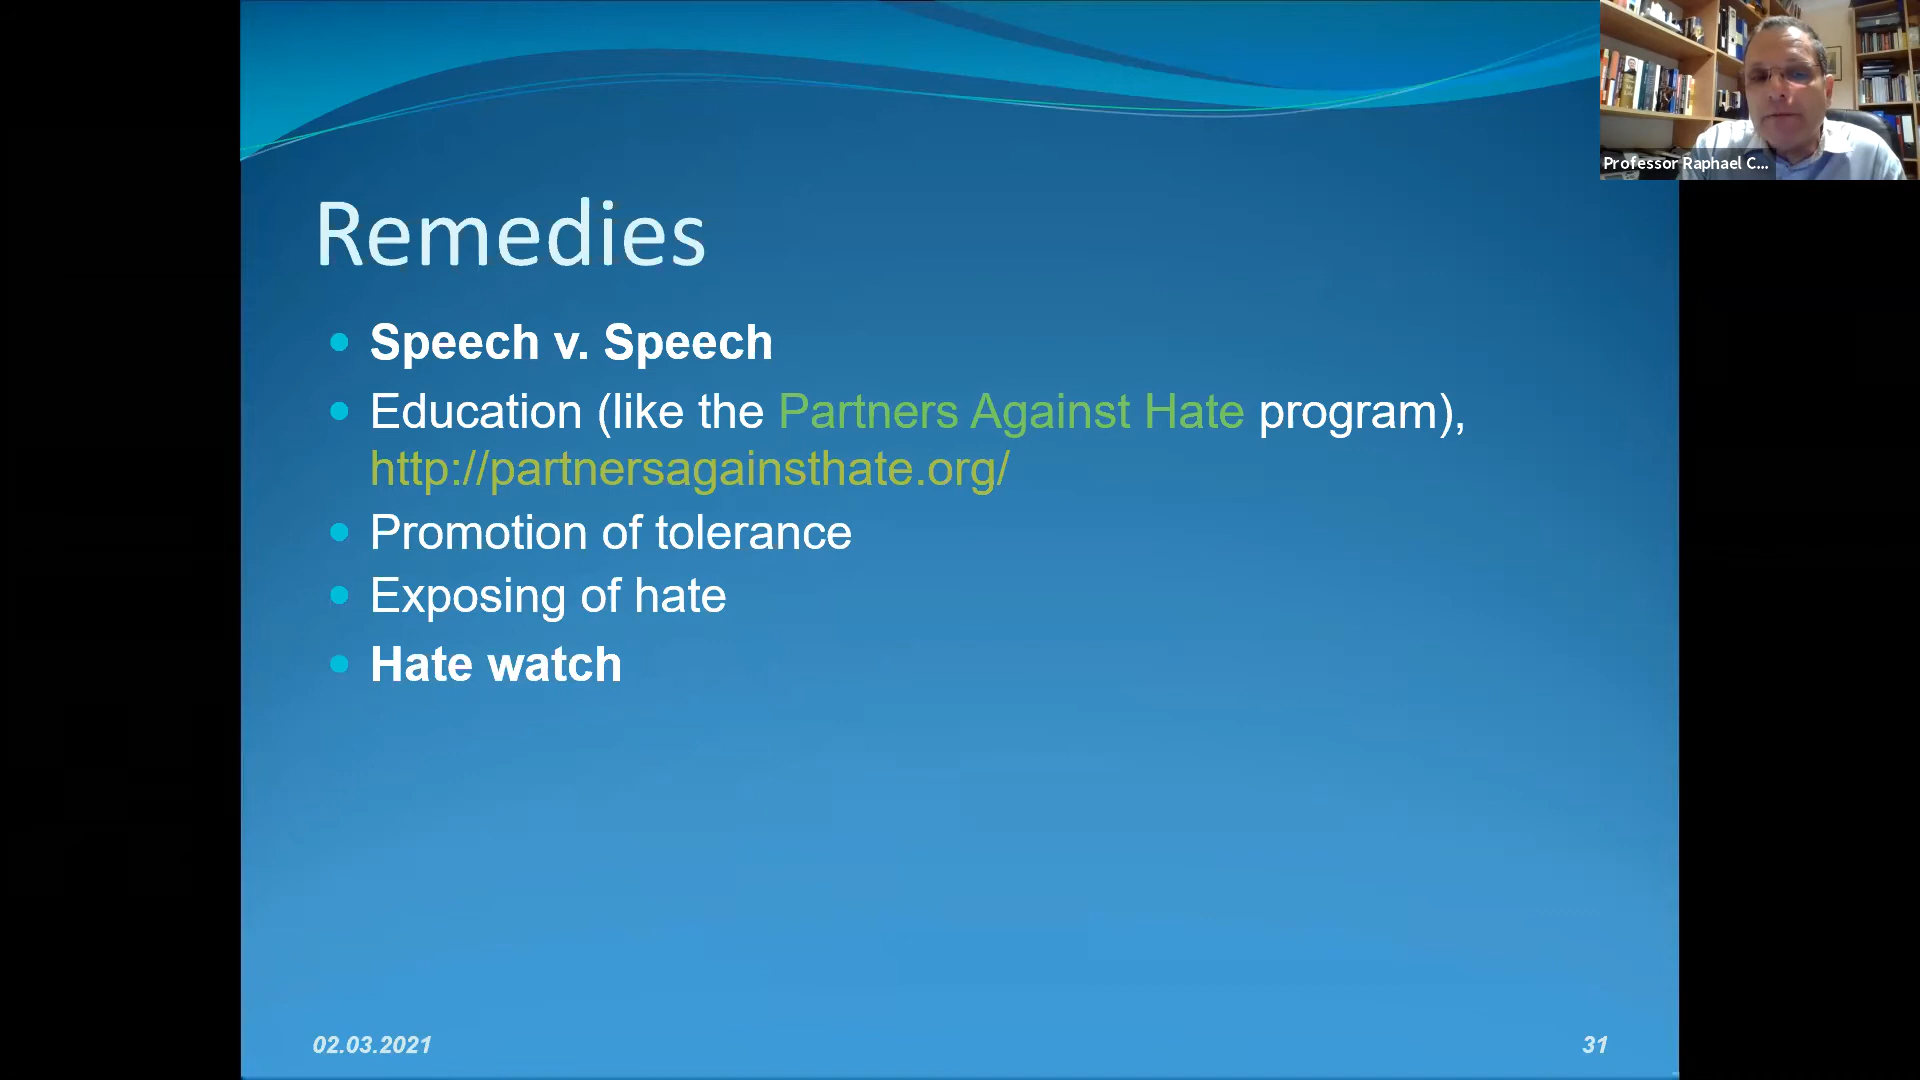 Professor Raphael C...
Remedies
Speech v. Speech
Education (like the Partners Against Hate program),
http://partnersagainsthate.org/
Promotion of tolerance
Exposing of hate
Hate watch
02.03.2021
31